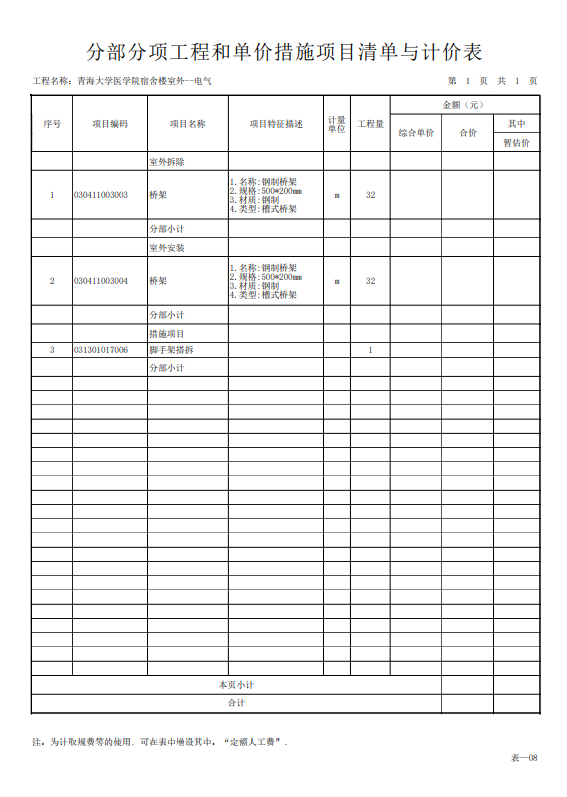 分部分项工程和单价措施项目清单与计价表
工程名称：青海大学医学院宿舍楼室外--电气 第 1 页 共 1 页
序号 项目编码 项目名称 项目特征描述 计量单位 工程量 金额（元）
综合单价 合价 其中
暂估价
室外拆除
1 030411003003 桥架 1.名称:钢制桥架
2.规格:500*200mm
3.材质:钢制
4.类型:槽式桥架 m 32
分部小计
室外安装
2 030411003004 桥架 1.名称:钢制桥架
2.规格:500*200mm
3.材质:钢制
4.类型:槽式桥架 m 32
分部小计
措施项目
3 031301017006 脚手架搭拆 1
分部小计
本页小计
合计
注，为计取规费等的使用．可在表中增设其中，“定额人工费”．
表—08